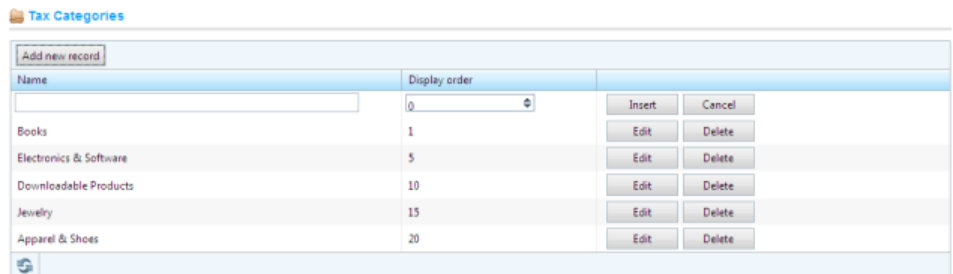 Tax Categories
Add new record
Name Display order
0 Insert Cancel
Books 1 Edit Delete
Electronics & Software 5 Edit Delete
Downloadable Products 10 Edit Delete
Jewelry 15 Edit Delete
Apparel & Shoes 20 Edit Delete